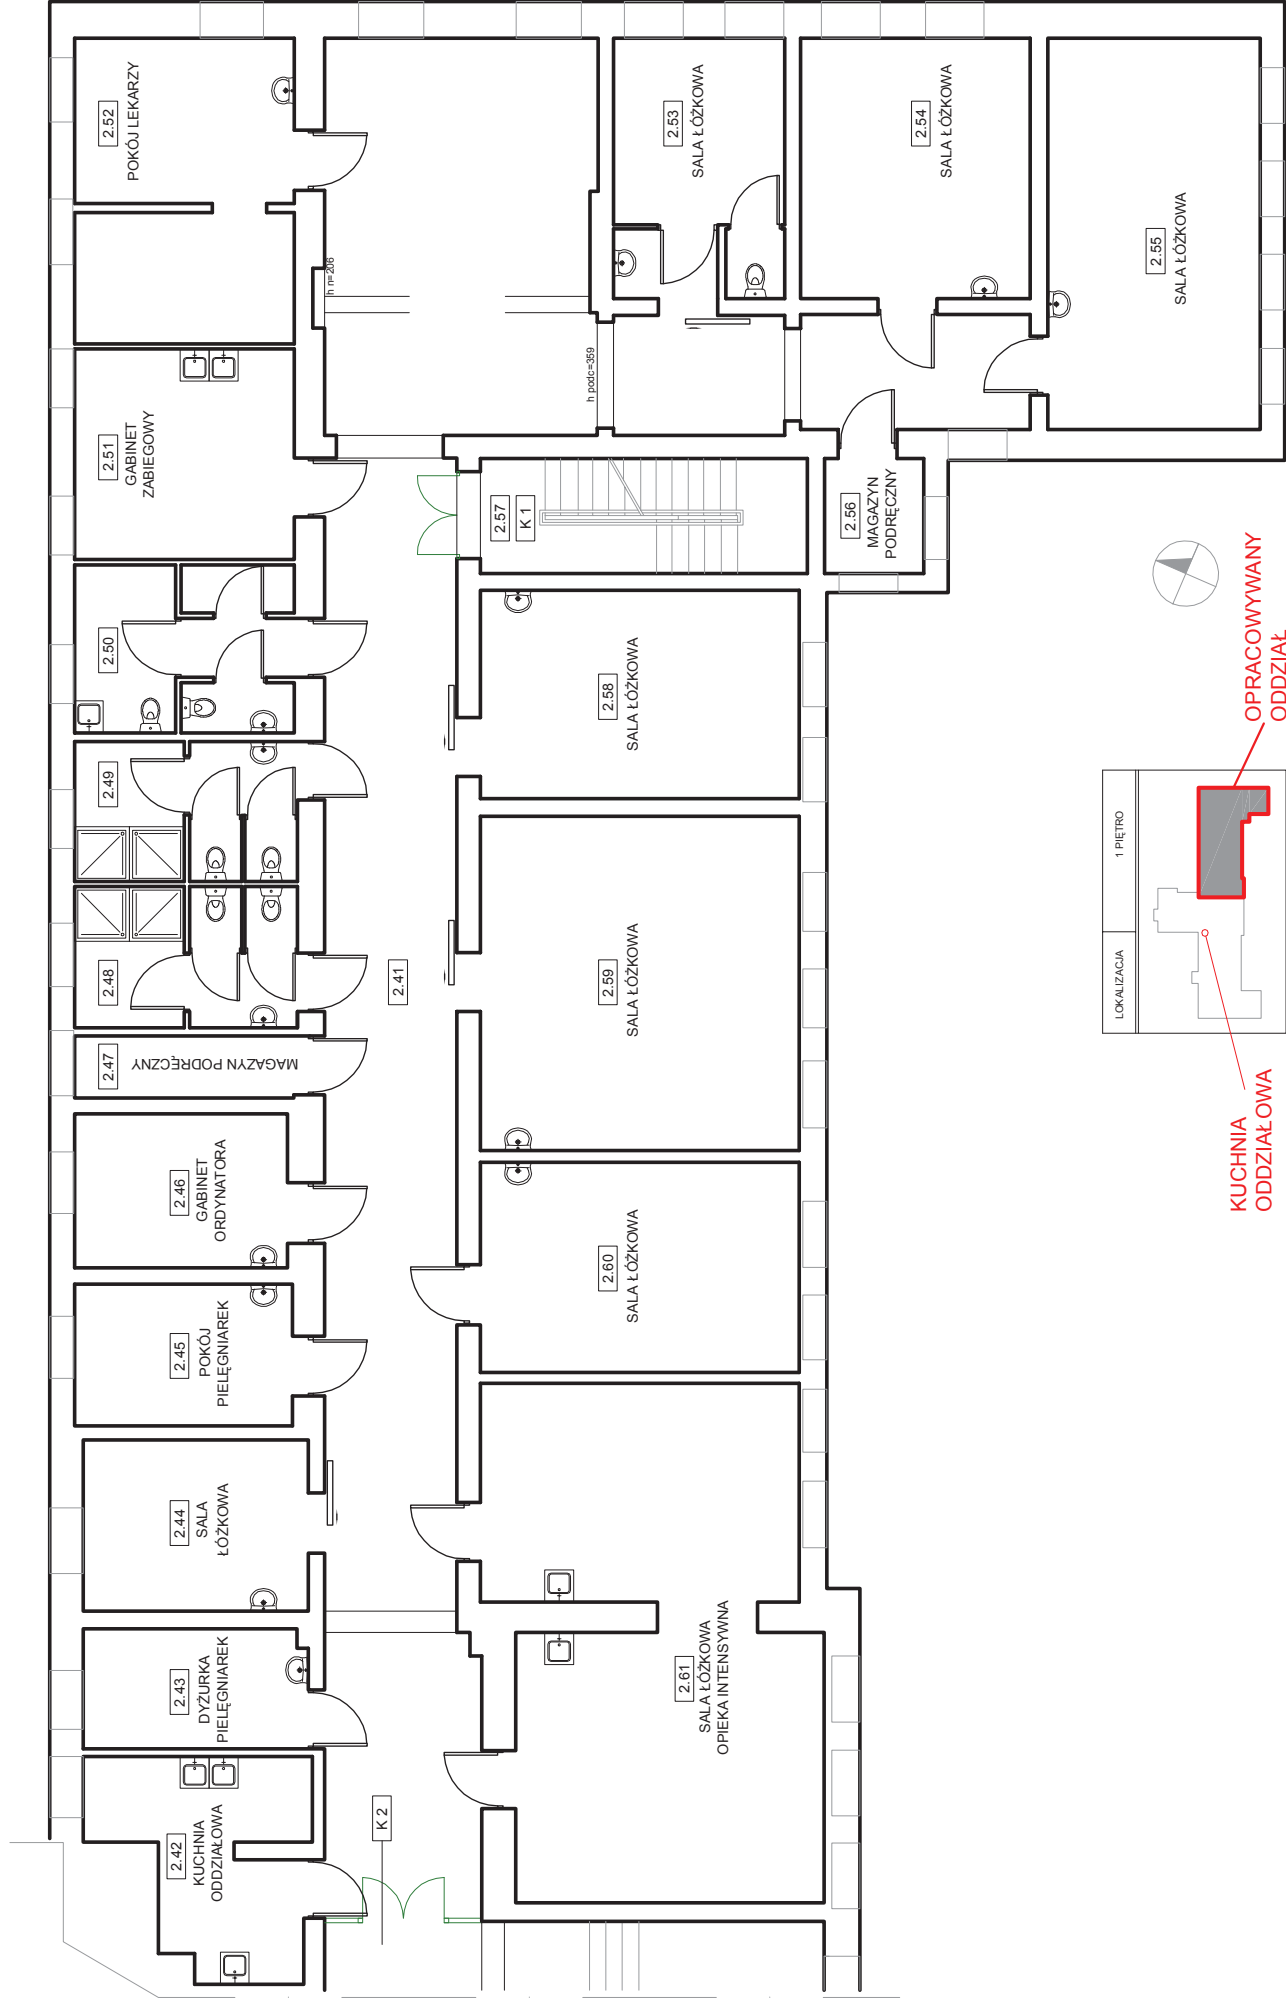 2.42
KUCHNIA
ODDZIAŁOWA
2.43
DYŻURKA
PIELĘGNIAREK
2.44
SALA
ŁÓŻKOWA
2.45
POKÓJ
PIELĘGNIAREK
2.46
GABINET
ORDYNATORA
2.47
MAGAZYN PODRĘCZNY
2.48
2.49
2.50
2.51
GABINET
ZABIEGOWY
2.52
POKÓJ LEKARZY
K 2
2.41
h n=206
h podc=359
2.53
SALA ŁÓŻKOWA
2.54
SALA ŁÓŻKOWA
2.55
SALA ŁÓŻKOWA
2.56
MAGAZYN
PODRĘCZNY
2.57
K 1
2.58
SALA ŁÓŻKOWA
2.59
SALA ŁÓŻKOWA
2.60
SALA ŁÓŻKOWA
2.61
SALA ŁÓŻKOWA
OPIEKA INTENSYWNA
LOKALIZACJA
1 PIĘTRO
KUCHNIA
ODDZIAŁOWA
OPRACOWYWANY
ODDZIAŁ